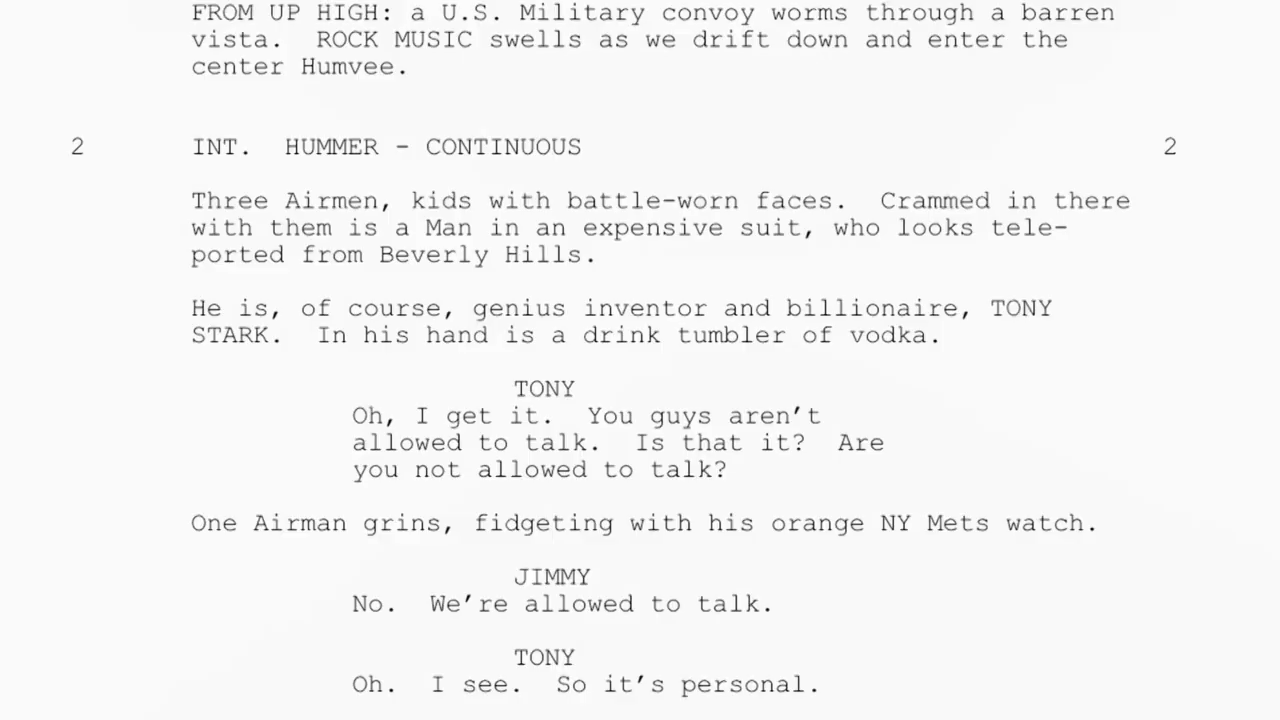 FROM UP HIGH: a U.S. Military convoy worms through a barren
vista.  ROCK MUSIC swells as we drift down and enter the
center Humvee.
2 INT.  HUMMER - CONTINUOUS 2
Three Airmen, kids with battle-worn faces.  Crammed in there
with them is a Man in an expensive suit, who looks tele-
ported from Beverly Hills.
He is, of course, genius inventor and billionaire, TONY
STARK.  In his hand is a drink tumbler of vodka.
TONY
Oh, I get it.  You guys aren't
allowed to talk.  Is that it?  Are
you not allowed to talk?
One Airman grins, fidgeting with his orange NY Mets watch.
JIMMY
No.  We're allowed to talk.
TONY
Oh.  I see.  So it's personal.